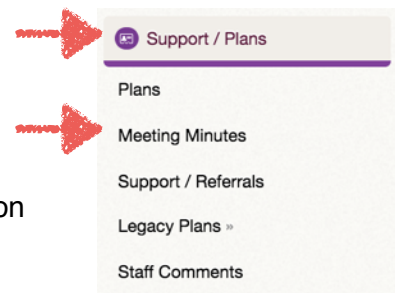 Support / Plans
Plans
Meeting Minutes
Support / Referrals
on
Legacy Plans »
Staff Comments